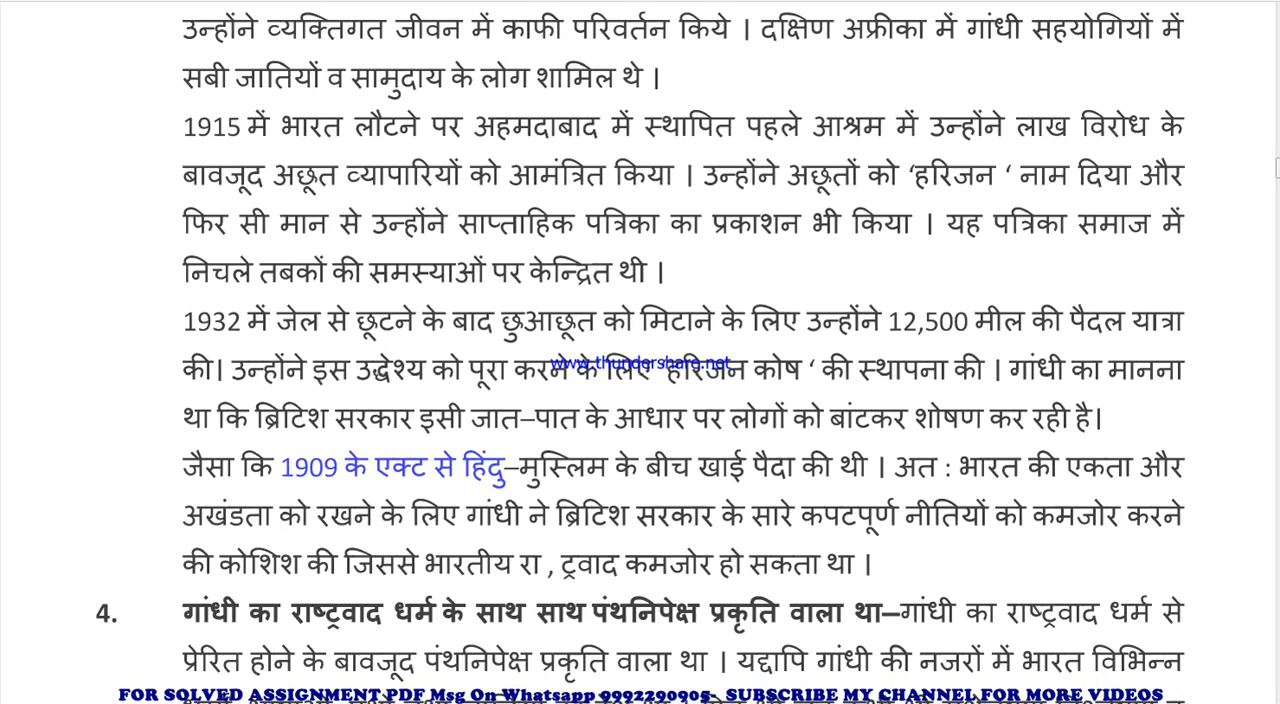 उन्होंने व्यक्तिगत जीवन में काफी परिवर्तन किये । दक्षिण अफ्रीका में गांधी सहयोगियों में
सबी जातियों व सामुदाय के लोग शामिल थे ।
1915 में भारत लौटने पर अहमदाबाद में स्थापित पहले आश्रम में उन्होंने लाख विरोध के
बावजूद अछूत व्यापारियों को आमंत्रित किया । उन्होंने अछूतों को ‘हरिजन ‘ नाम दिया और
फिर सी मान से उन्होंने साप्ताहिक पत्रिका का प्रकाशन भी किया । यह पत्रिका समाज में
निचले तबकों की समस्याओं पर केन्द्रित थी ।
1932 में जेल से छूटने के बाद छुआछूत को मिटाने के लिए उन्होंने 12,500 मील की पैदल यात्रा
की। उन्होंने इस उद्धेश्य को पूरा करने के लिए ‘हरिजन कोष ‘ की स्थापना की । गांधी का मानना
www.thundershare.net
था कि ब्रिटिश सरकार इसी जात–पात के आधार पर लोगों को बांटकर शोषण कर रही है।
जैसा कि 1909 के एक्ट से हिंदु–मुस्लिम के बीच खाई पैदा की थी । अत : भारत की एकता और
अखंडता को रखने के लिए गांधी ने ब्रिटिश सरकार के सारे कपटपूर्ण नीतियों को कमजोर करने
की कोशिश की जिससे भारतीय रा , ट्रवाद कमजोर हो सकता था ।
4. गांधी का राष्ट्रवाद धर्म के साथ साथ पंथनिपेक्ष प्रकृति वाला था–गांधी का राष्ट्रवाद धर्म से
प्रेरित होने के बावजूद पंथनिपेक्ष प्रकृति वाला था । यद्दापि गांधी की नजरों में भारत विभिन्न
FOR SOLVED ASSIGNMENT PDF Msg On Whatsapp 9992290905- SUBSCRIBE MY CHANNEL FOR MORE VIDEOS